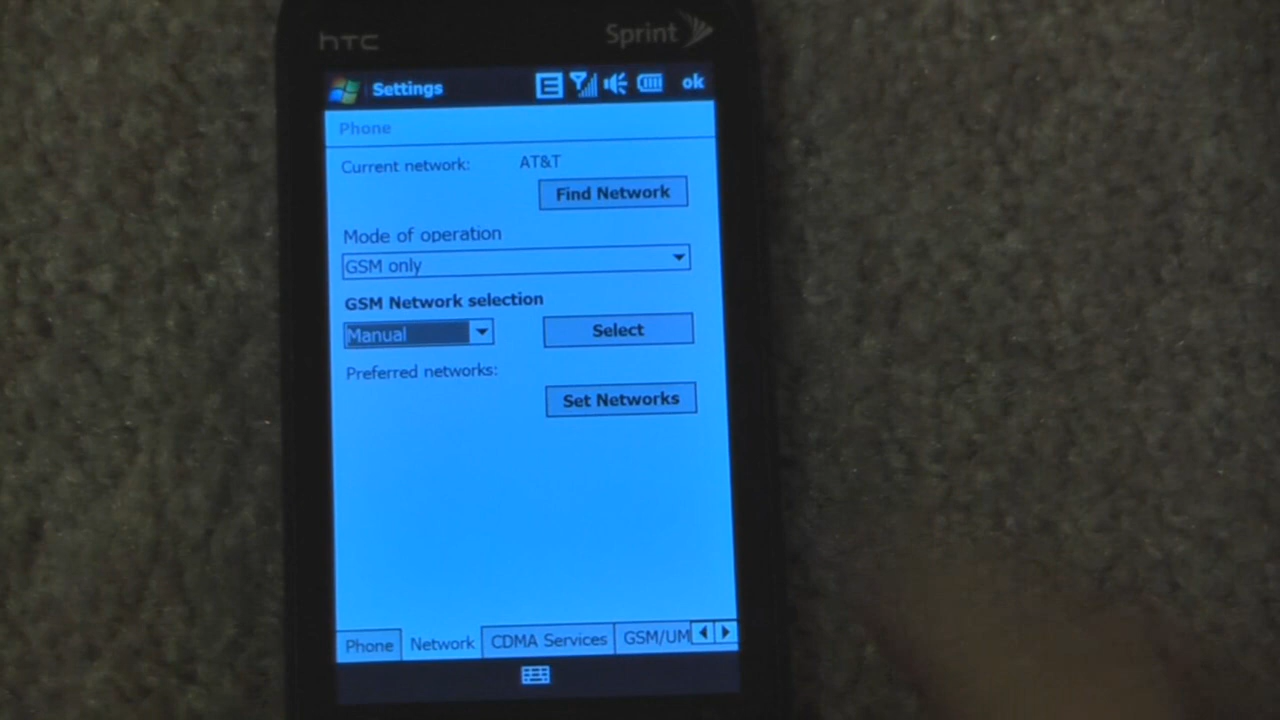 hTC
Sprint
Settings
E
ok
Phone
Current network: AT&T
Find Network
Mode of operation
GSM only
GSM Network selection
Manual
Select
Preferred networks:
Set Networks
Phone Network CDMA Services GSM/UM